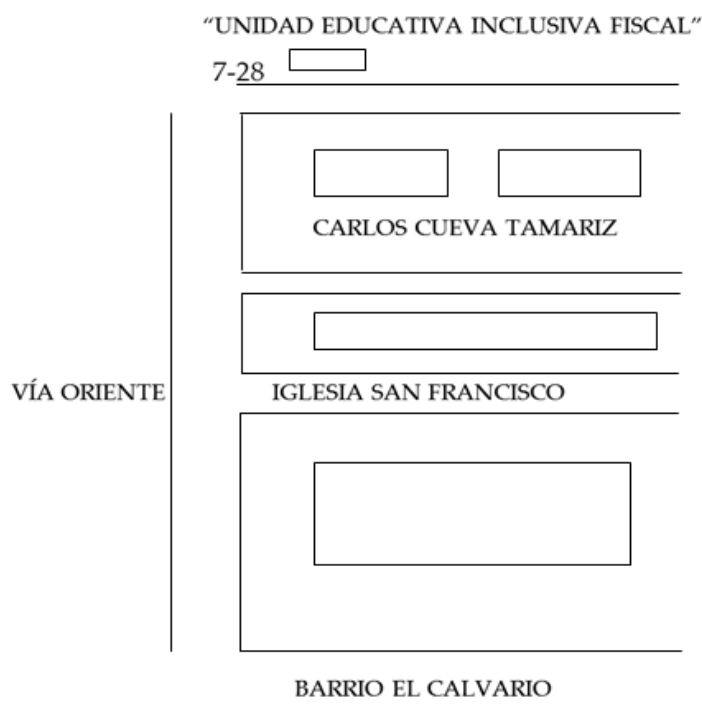 “UNIDAD EDUCATIVA INCLUSIVA FISCAL”
7-28
CARLOS CUEVA TAMARIZ
VÍA ORIENTE
IGLESIA SAN FRANCISCO
BARRIO EL CALVARIO